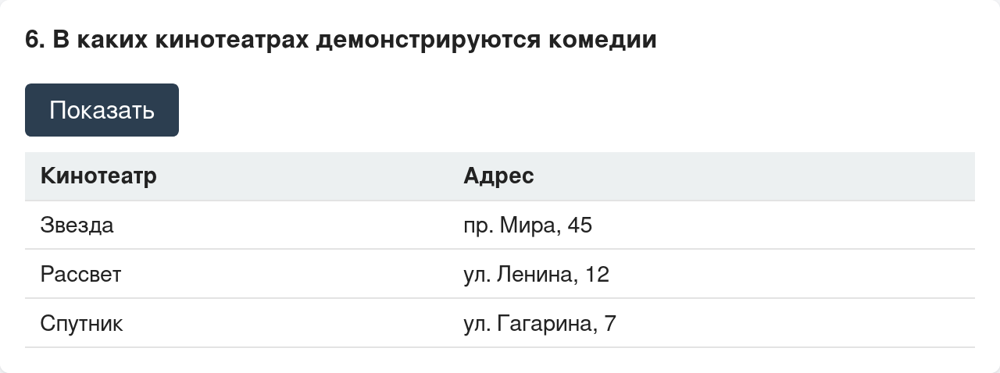 6. В каких кинотеатрах демонстрируются комедии
Показать
Кинотеатр Адрес
Звезда пр. Мира, 45
Рассвет ул. Ленина, 12
Спутник ул. Гагарина, 7